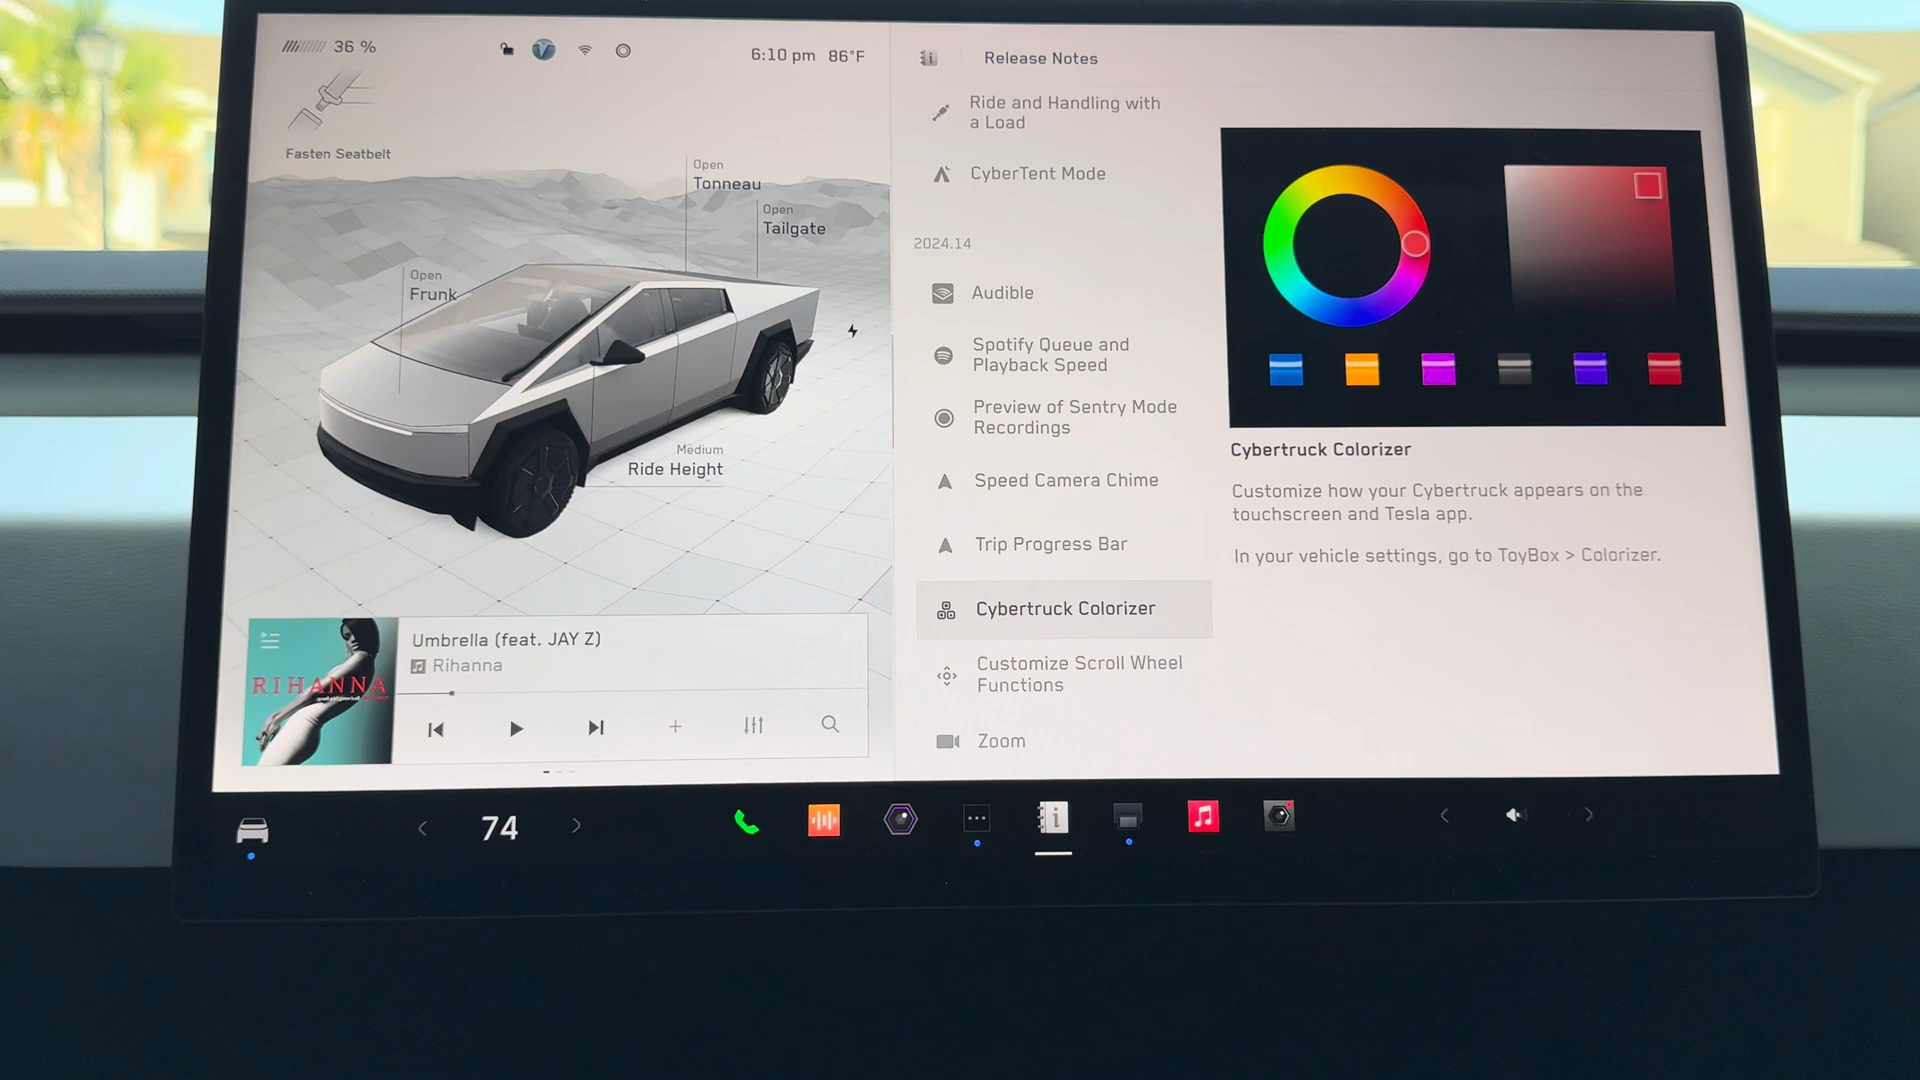 36 %
6:10 pm 86°F
Fasten Seatbelt
Open
Tonneau
Open
Tailgate
Open
Frunk
Medium
Ride Height
RIHANNA
Umbrella (feat. JAY Z)
Rihanna
Release Notes
Ride and Handling with
a Load
CyberTent Mode
2024.14
Audible
Spotify Queue and
Playback Speed
Preview of Sentry Mode
Recordings
Speed Camera Chime
Trip Progress Bar
Cybertruck Colorizer
Customize Scroll Wheel
Functions
Zoom
Cybertruck Colorizer
Customize how your Cybertruck appears on the
touchscreen and Tesla app.
In your vehicle settings, go to ToyBox > Colorizer.
74